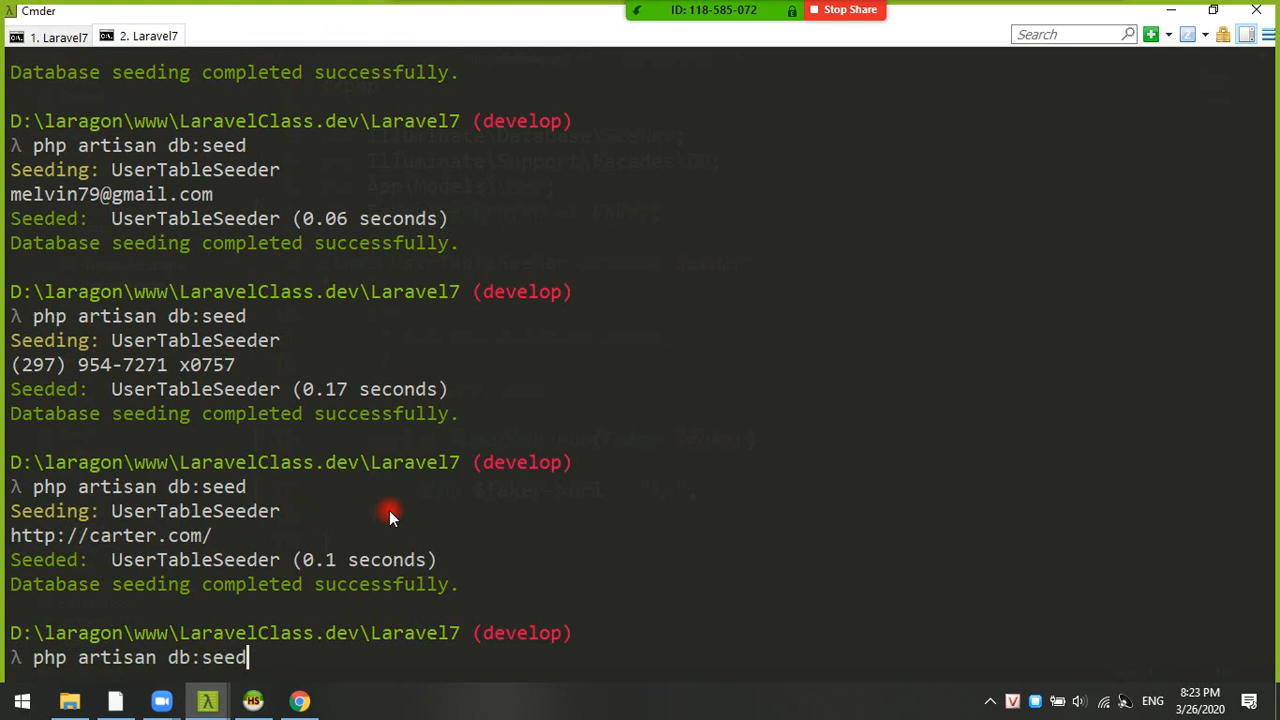 Cmder
ID: 118-585-072
Stop Share
1. Laravel7
2. Laravel7
Search
Database seeding completed successfully.
D:\laragon\www\LaravelClass.dev\Laravel7 (develop)
λ php artisan db:seed
Seeding: UserTableSeeder
melvin79@gmail.com
Seeded:  UserTableSeeder (0.06 seconds)
Database seeding completed successfully.
D:\laragon\www\LaravelClass.dev\Laravel7 (develop)
λ php artisan db:seed
Seeding: UserTableSeeder
(297) 954-7271 x0757
Seeded:  UserTableSeeder (0.17 seconds)
Database seeding completed successfully.
D:\laragon\www\LaravelClass.dev\Laravel7 (develop)
λ php artisan db:seed
Seeding: UserTableSeeder
http://carter.com/
Seeded:  UserTableSeeder (0.1 seconds)
Database seeding completed successfully.
D:\laragon\www\LaravelClass.dev\Laravel7 (develop)
λ php artisan db:seed
ENG
8:23 PM
3/26/2020